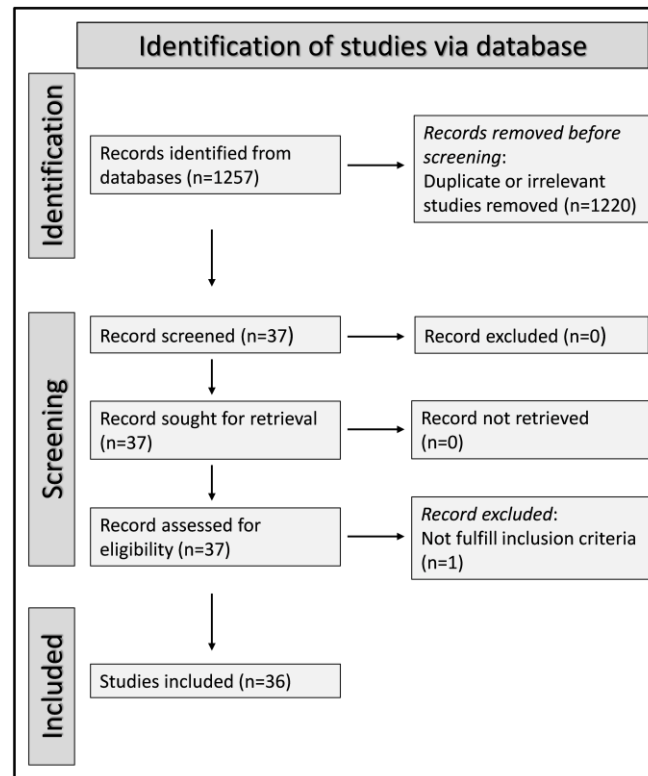 Identification of studies via database
Identification
Records identified from
databases (n=1257)
Records removed before
screening:
Duplicate or irrelevant
studies removed (n=1220)
Screening
Record screened (n=37)
Record excluded (n=0)
Record sought for retrieval
(n=37)
Record not retrieved
(n=0)
Record assessed for
eligibility (n=37)
Record excluded:
Not fulfill inclusion criteria
(n=1)
Included
Studies included (n=36)